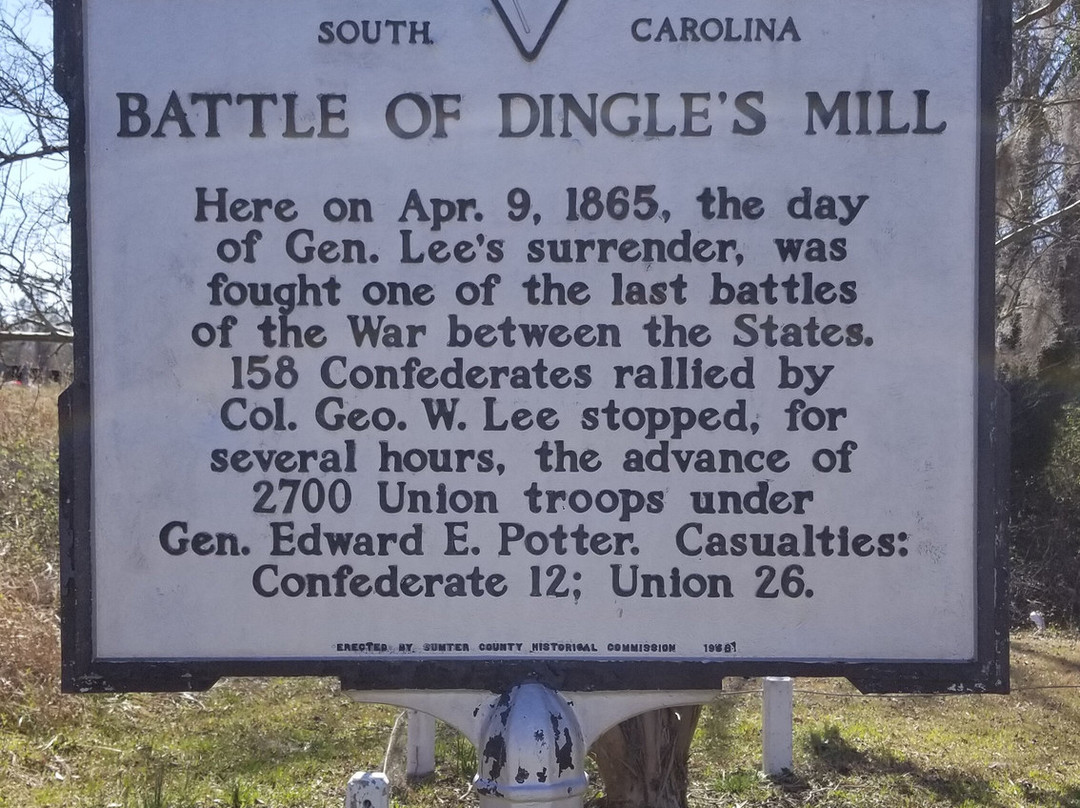 SOUTH CAROLINA
BATTLE OF DINGLE'S MILL
Here on Apr. 9, 1865, the day
of Gen. Lee's surrender, was
fought one of the last battles
of the War between the States.
158 Confederates rallied by
Col. Geo. W. Lee stopped, for
several hours, the advance of
2700 Union troops under
Gen. Edward E. Potter. Casualties:
Confederate 12; Union 26.
ERECTED BY SUMTER COUNTY HISTORICAL COMMISSION